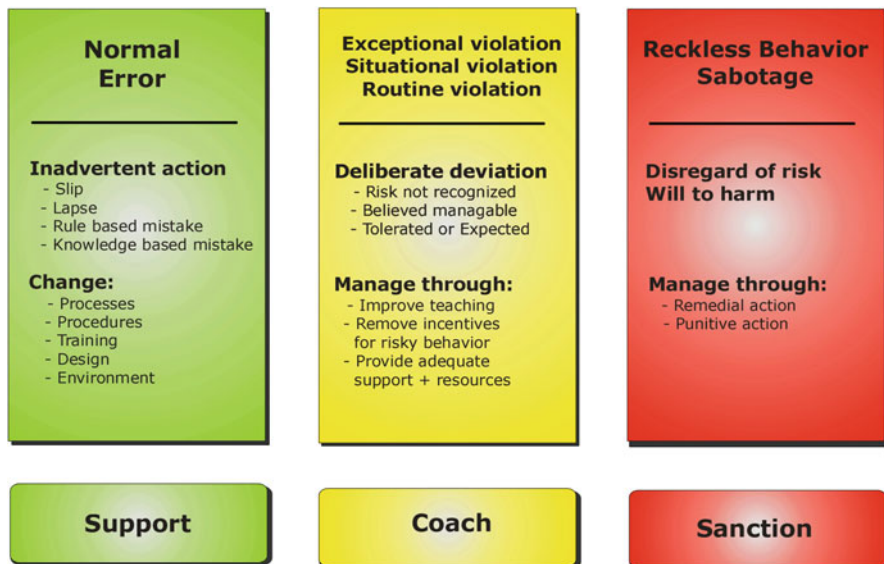 Normal
Error
Inadvertent action
- Slip
- Lapse
- Rule based mistake
- Knowledge based mistake
Change:
- Processes
- Procedures
- Training
- Design
- Environment
Support
Exceptional violation
Situational violation
Routine violation
Deliberate deviation
- Risk not recognized
- Believed managable
- Tolerated or Expected
Manage through:
- Improve teaching
- Remove incentives
for risky behavior
- Provide adequate
support + resources
Coach
Reckless Behavior
Sabotage
Disregard of risk
Will to harm
Manage through:
- Remedial action
- Punitive action
Sanction